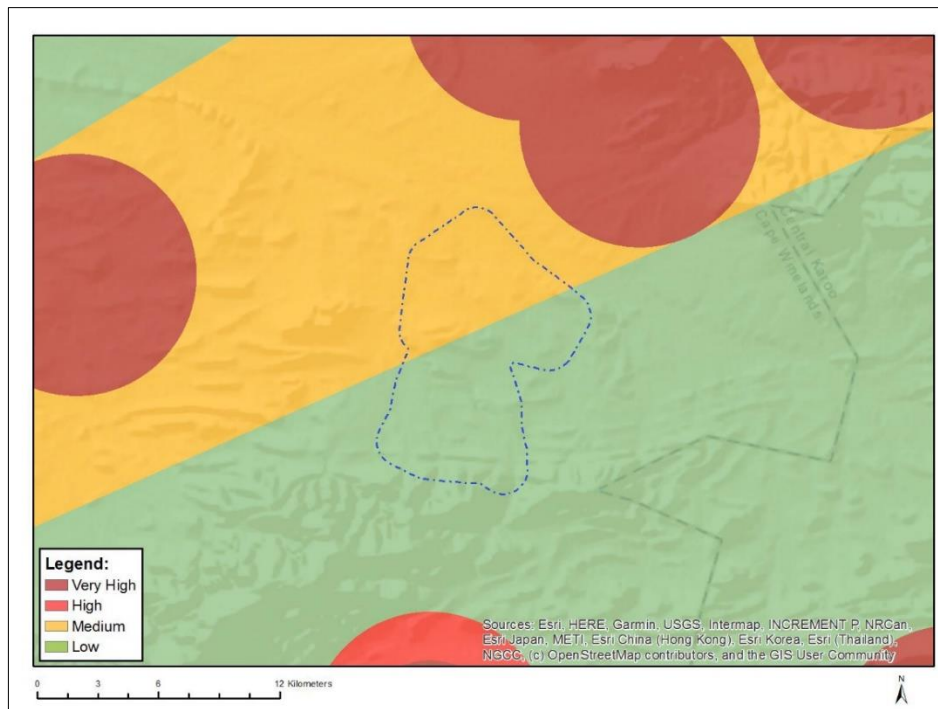 Central Karoo
Cape Winelands
Legend:
Very High
High
Medium
Low
Sources: Esri, HERE, Garmin, USGS, Intermap, INCREMENT P, NRCan,
Esri Japan, METI, Esri China (Hong Kong), Esri Korea, Esri (Thailand),
NGCC, (c) OpenStreetMap contributors, and the GIS User Community
0 3 6 12 Kilometers
N